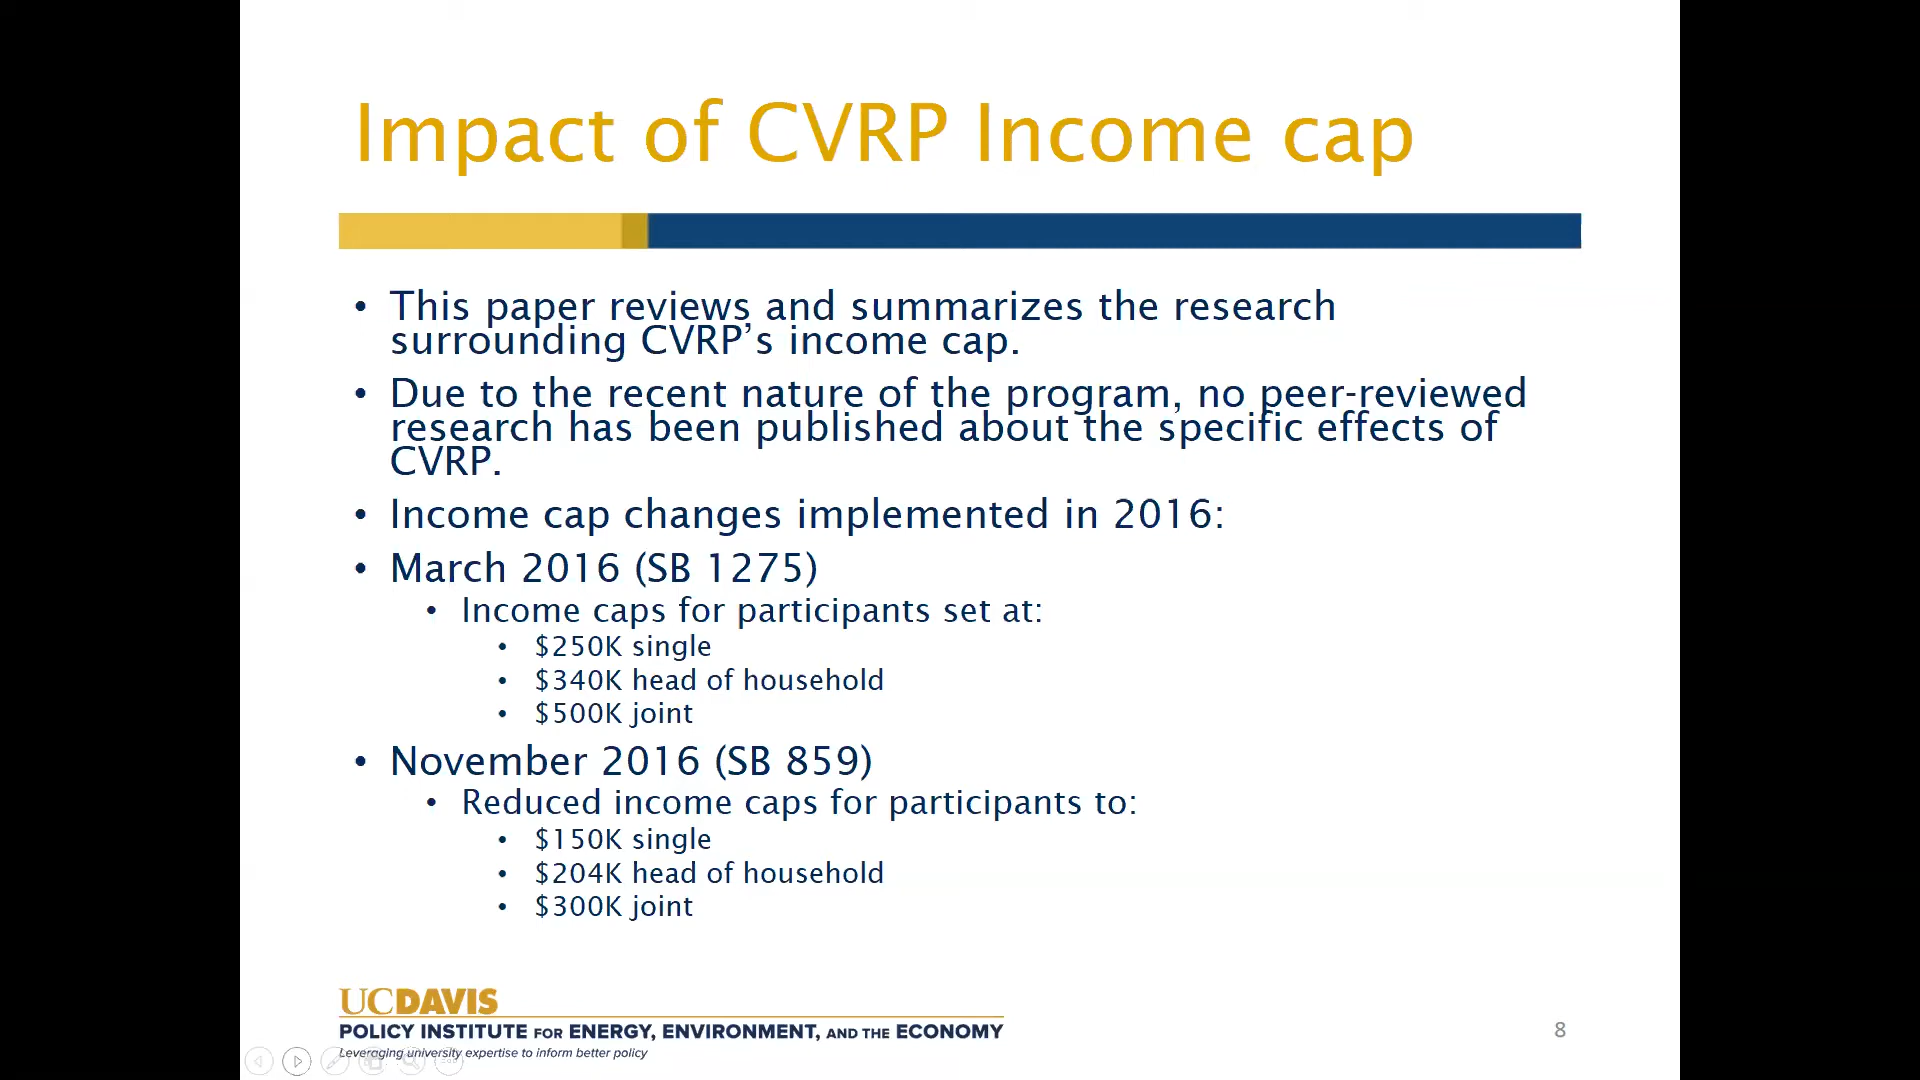 Impact of CVRP Income cap
• This paper reviews and summarizes the research
surrounding CVRP’s income cap.
• Due to the recent nature of the program, no peer-reviewed
research has been published about the specific effects of
CVRP.
• Income cap changes implemented in 2016:
• March 2016 (SB 1275)
• Income caps for participants set at:
• $250K single
• $340K head of household
• $500K joint
• November 2016 (SB 859)
• Reduced income caps for participants to:
• $150K single
• $204K head of household
• $300K joint
UCDAVIS
POLICY INSTITUTE FOR ENERGY, ENVIRONMENT, AND THE ECONOMY
Leveraging university expertise to inform better policy
8